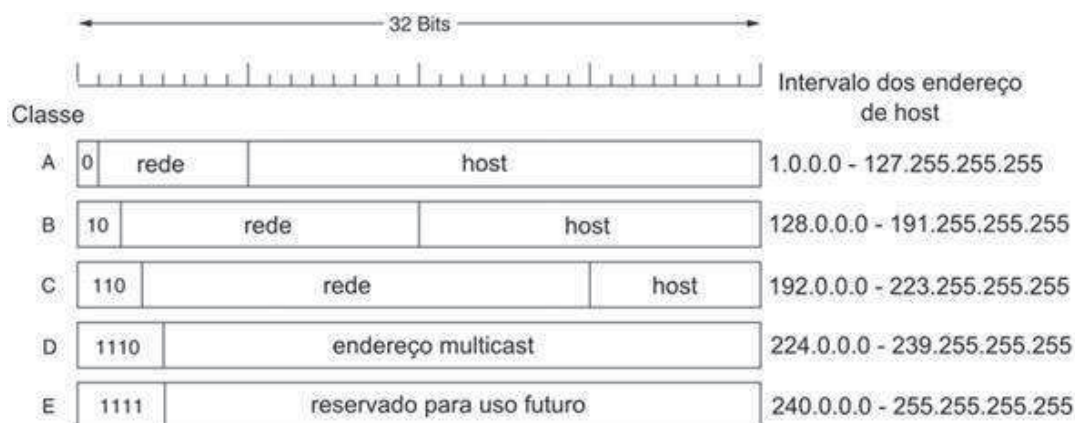 32 Bits
Intervalo dos endereço
de host
Classe
A 0 rede host 1.0.0.0 - 127.255.255.255
B 10 rede host 128.0.0.0 - 191.255.255.255
C 110 rede host 192.0.0.0 - 223.255.255.255
D 1110 endereço multicast 224.0.0.0 - 239.255.255.255
E 1111 reservado para uso futuro 240.0.0.0 - 255.255.255.255